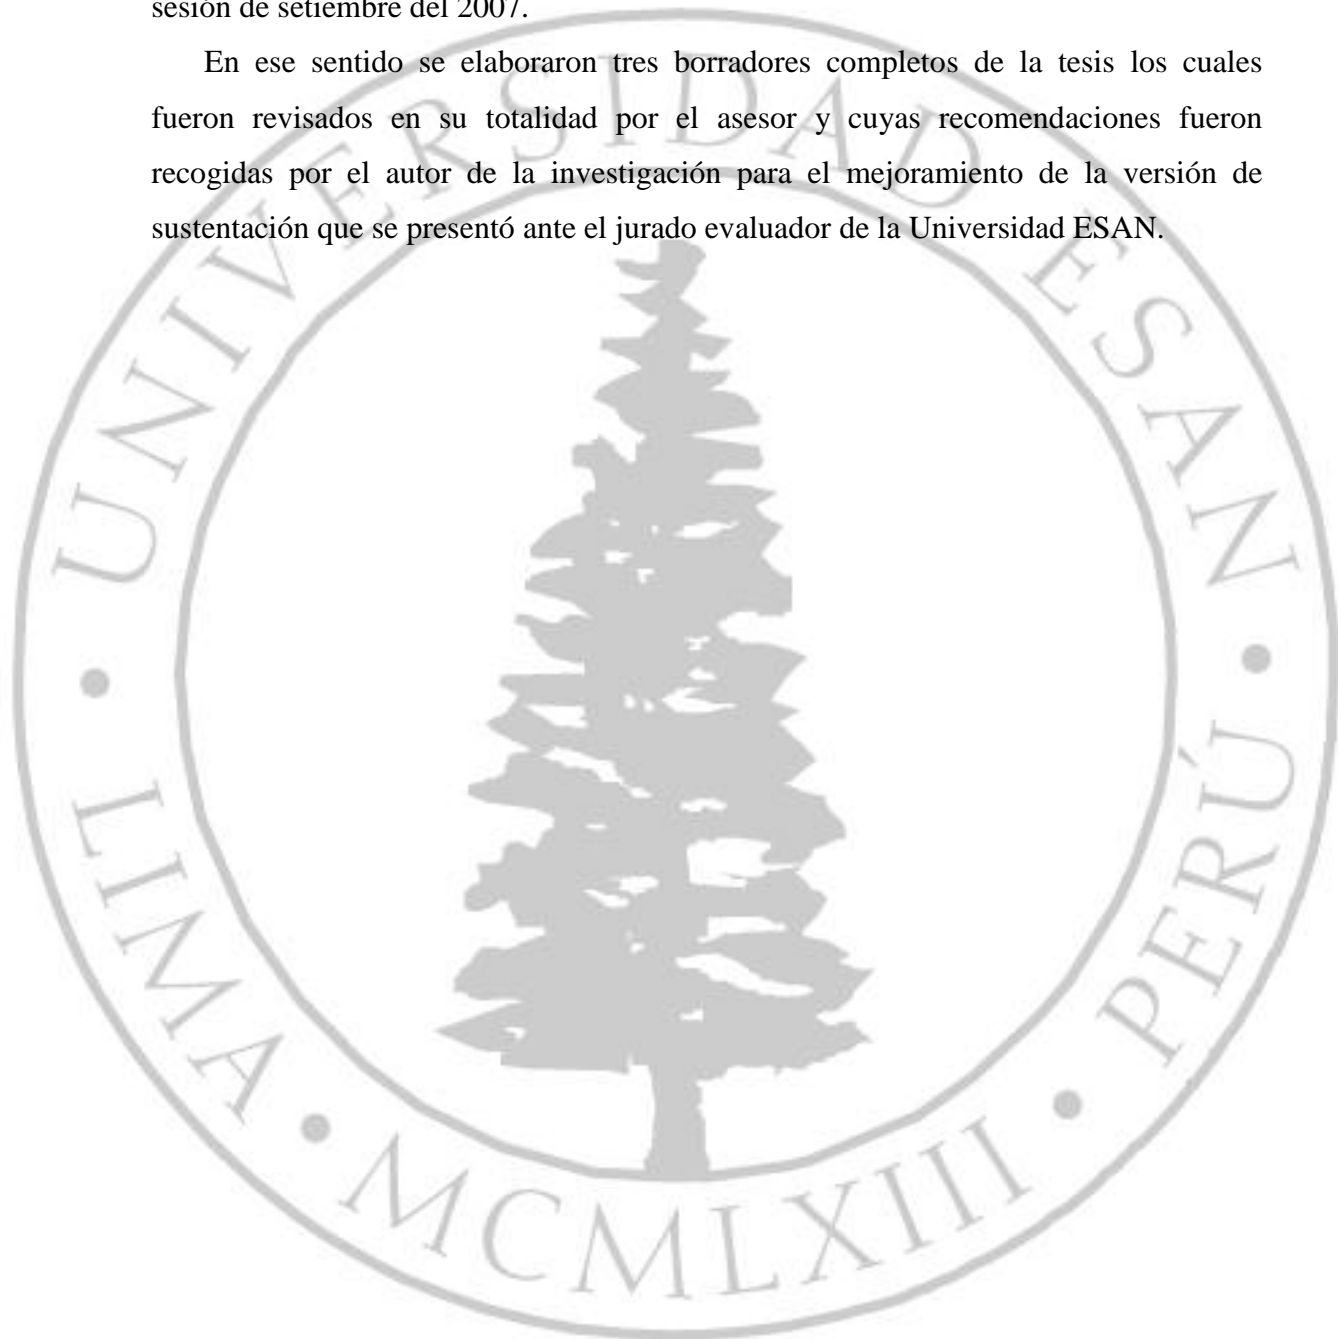 sesión de setiembre del 2007.
En ese sentido se elaboraron tres borradores completos de la tesis los cuales
fueron revisados en su totalidad por el asesor y cuyas recomendaciones fueron
recogidas por el autor de la investigación para el mejoramiento de la versión de
sustentación que se presentó ante el jurado evaluador de la Universidad ESAN.
UNIVERSIDAD ESAN
• LIMA • MCMLXIII • PERÚ •